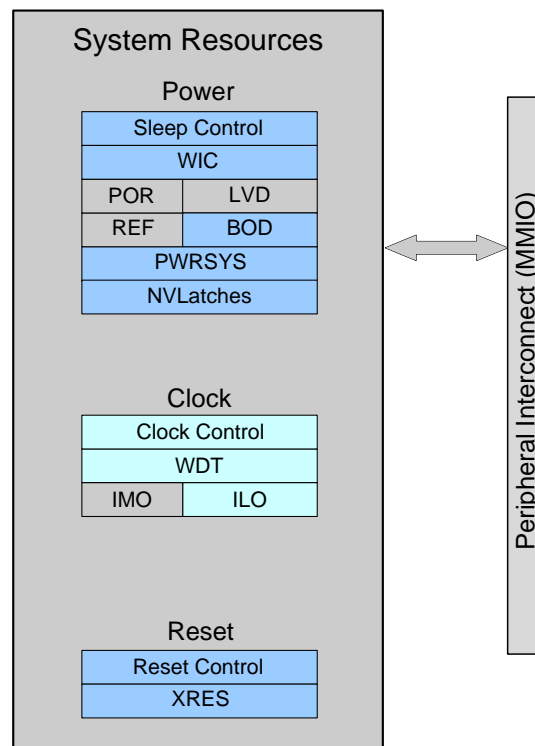 System Resources
Power
Sleep Control
WIC
POR LVD
REF BOD
PWRSYS
NVLatches
Clock
Clock Control
WDT
IMO ILO
Reset
Reset Control
XRES
Peripheral Interconnect (MMIO)